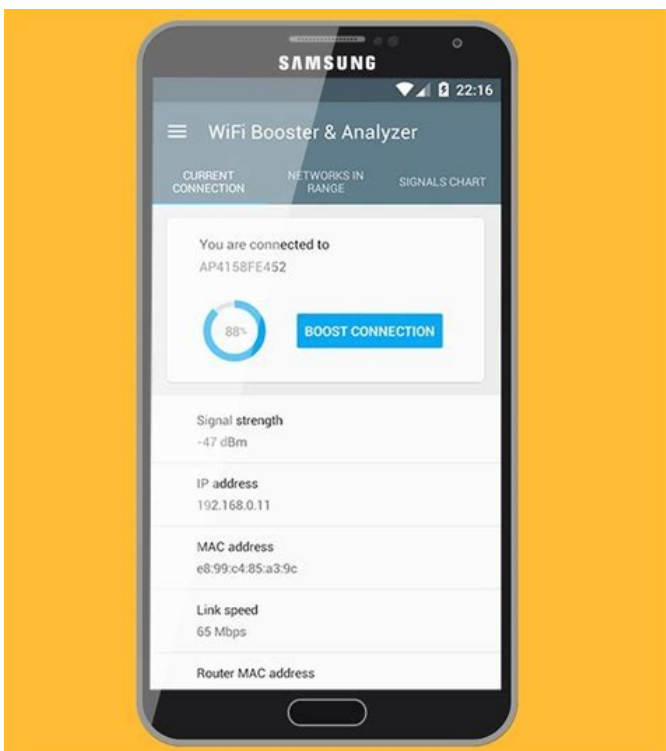 SAMSUNG
22:16
WiFi Booster & Analyzer
CURRENT
CONNECTION
NETWORKS IN
RANGE
SIGNALS CHART
You are connected to
AP4158FE452
88%
BOOST CONNECTION
Signal strength
-47 dBm
IP address
192.168.0.11
MAC address
e8:99:c4:85:a3:9c
Link speed
65 Mbps
Router MAC address